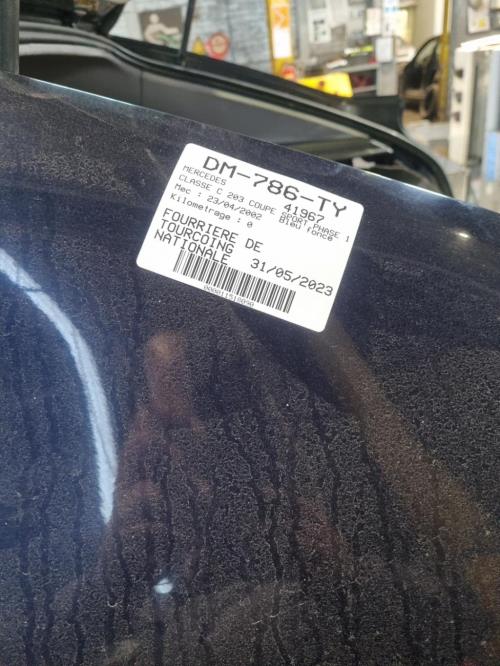 DM-786-TY
MERCEDES
CLASSE C 203 COUPE SPORT PHASE 1
41967
Mec : 23/04/2002 Bleu fonce
Kilometrage : 0
FOURRIERE DE
TOURCOING
NATIONALE 31/05/2023